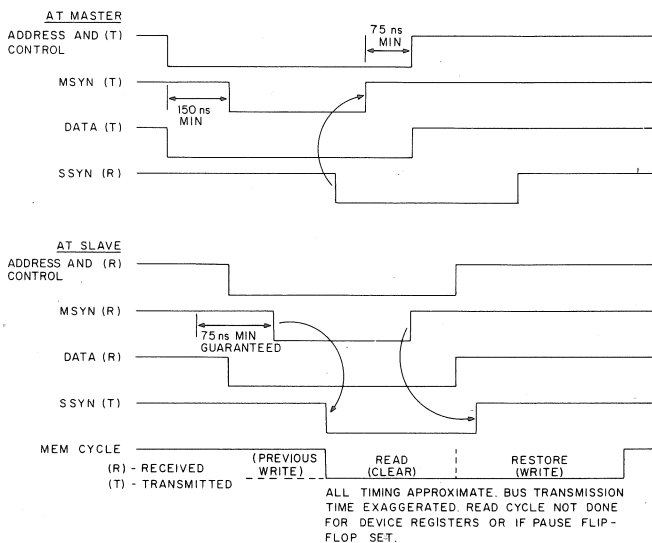 AT MASTER
ADDRESS AND (T)
CONTROL
75 ns
MIN
MSYN (T)
150 ns
MIN
DATA (T)
SSYN (R)
AT SLAVE
ADDRESS AND (R)
CONTROL
MSYN (R)
75 ns MIN
GUARANTEED
DATA (R)
SSYN (T)
MEM CYCLE
(PREVIOUS
WRITE)
READ
(CLEAR)
RESTORE
(WRITE)
(R) - RECEIVED
(T) - TRANSMITTED
ALL TIMING APPROXIMATE. BUS TRANSMISSION
TIME EXAGGERATED. READ CYCLE NOT DONE
FOR DEVICE REGISTERS OR IF PAUSE FLIP-
FLOP SET.